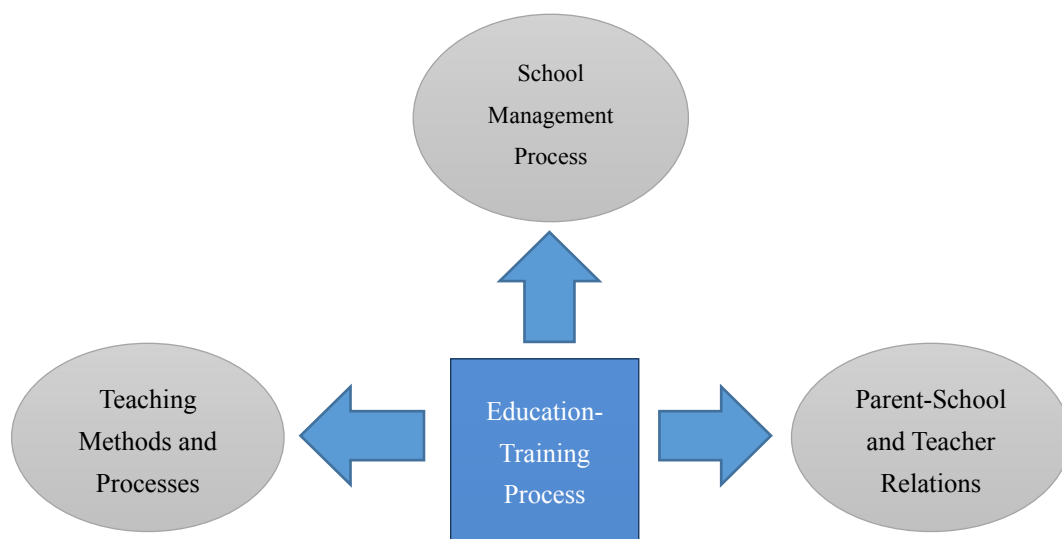 School
Management
Process
Teaching
Methods and
Processes
Education-
Training
Process
Parent-School
and Teacher
Relations